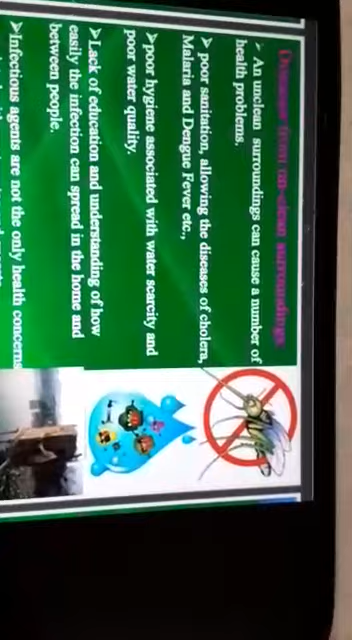 Diseases from un-clean surroundings
➢ An unclean surroundings can cause a number of
health problems.
➢ poor sanitation, allowing the diseases of cholera,
Malaria and Dengue Fever etc.,
➢poor hygiene associated with water scarcity and
poor water quality.
➢Lack of education and understanding of how
easily the infection can spread in the home and
between people.
➢Infectious agents are not the only health concerns